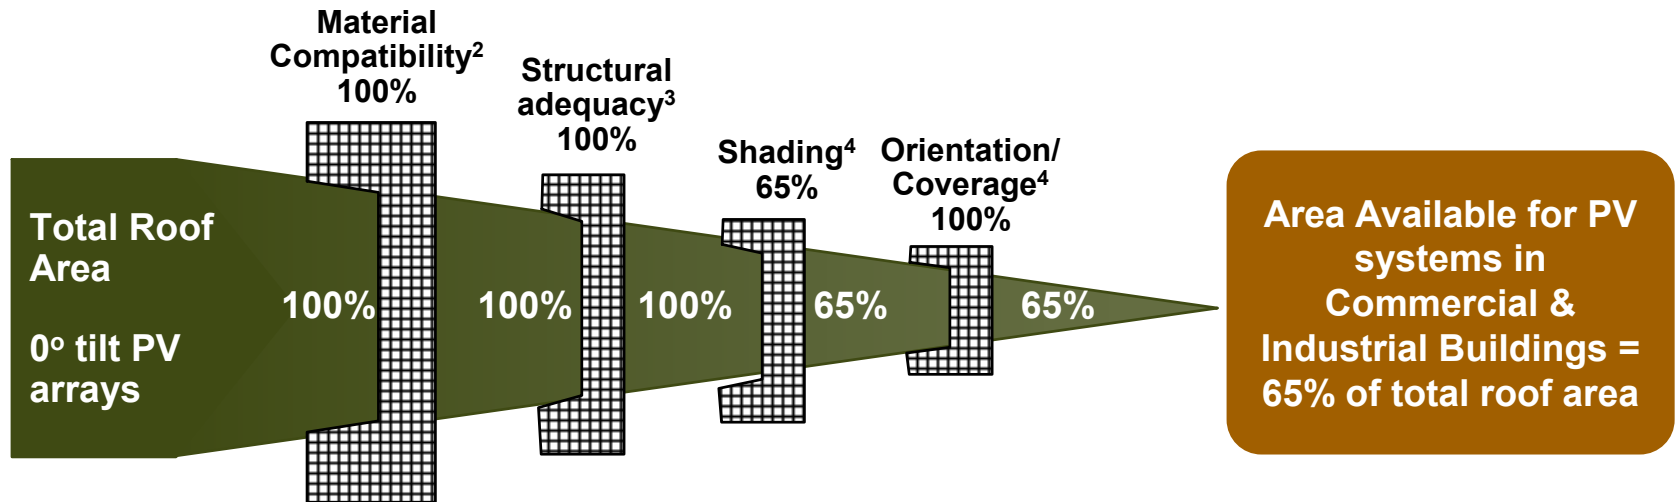 Material
Compatibility²
100%
Structural
adequacy³
100%
Shading⁴
65%
Orientation/
Coverage⁴
100%
Total Roof
Area
0° tilt PV
arrays
100%
100%
100%
65%
65%
Area Available for PV
systems in
Commercial &
Industrial Buildings =
65% of total roof area